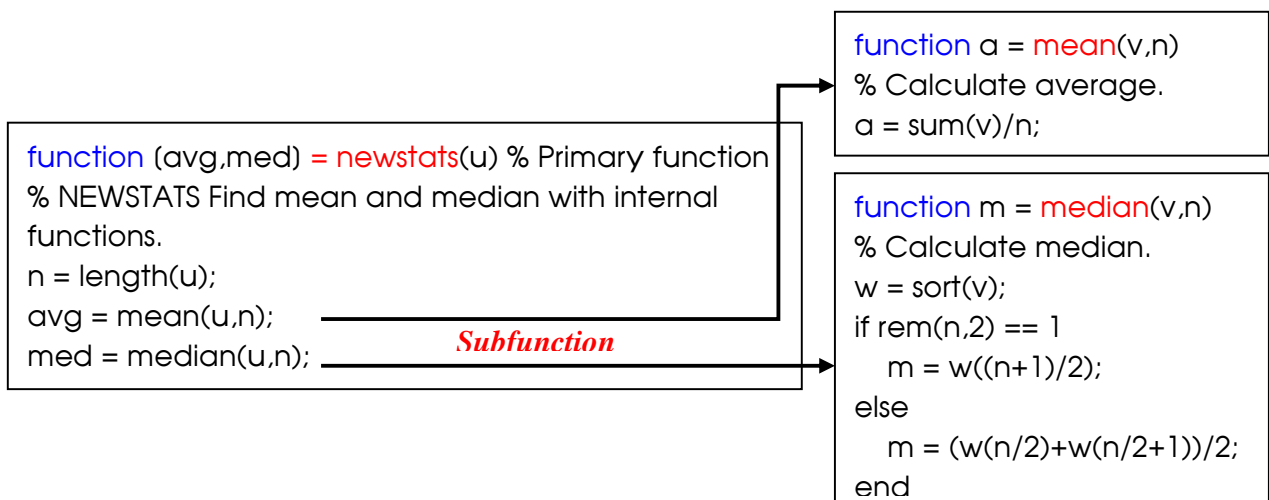 function [avg,med] = newstats(u) % Primary function
% NEWSTATS Find mean and median with internal
functions.
n = length(u);
avg = mean(u,n);
med = median(u,n);
Subfunction
function a = mean(v,n)
% Calculate average.
a = sum(v)/n;
function m = median(v,n)
% Calculate median.
w = sort(v);
if rem(n,2) == 1
m = w((n+1)/2);
else
m = (w(n/2)+w(n/2+1))/2;
end